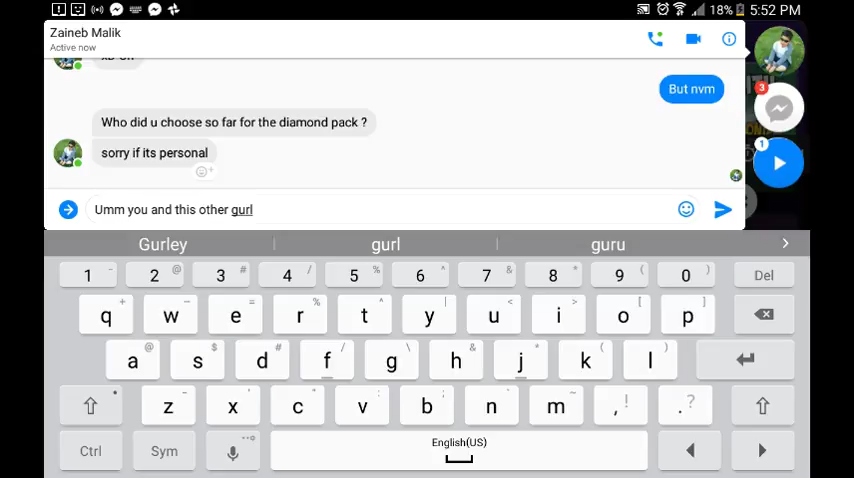 18% 5:52 PM
Zaineb Malik
Active now
But nvm
Who did u choose so far for the diamond pack ?
sorry if its personal
3
1
Umm you and this other gurl
Gurley gurl guru >
1 - 2 @ 3 # 4 / 5 % 6 ^ 7 & 8 * 9 ( 0 ) Del
q + w - e = r % t ^ y | u < i > o [ p ]
a @ s $ d # f / g ^ h & j * k ( l )
z - x ' c " v : b ; n ~ m ~ , ! . ?
Ctrl Sym English(US)